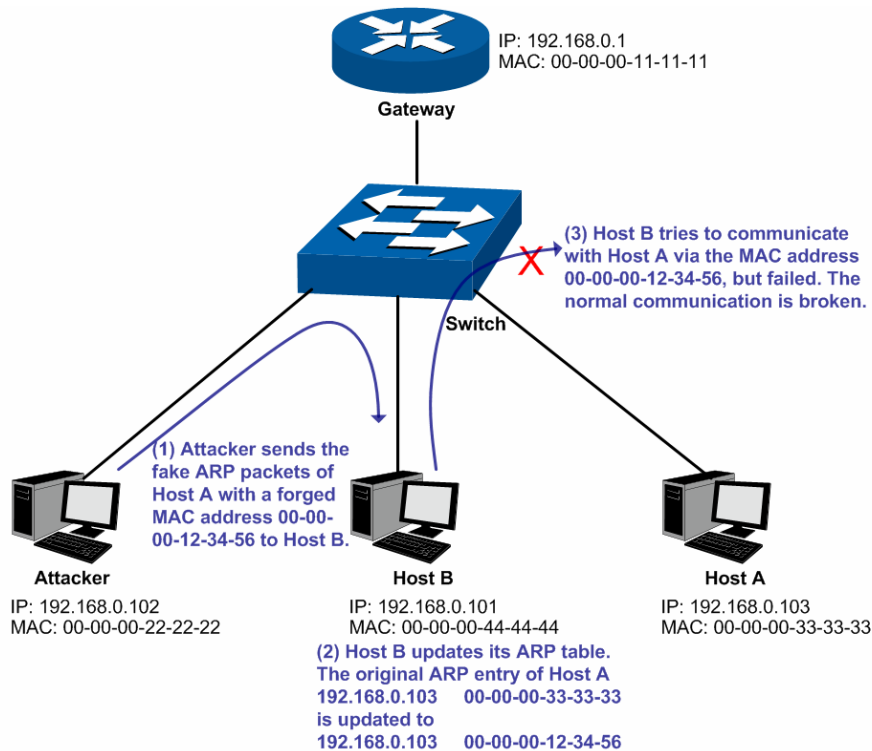 IP: 192.168.0.1
MAC: 00-00-00-11-11-11
Gateway
(3) Host B tries to communicate
with Host A via the MAC address
00-00-00-12-34-56, but failed. The
normal communication is broken.
X
Switch
(1) Attacker sends the
fake ARP packets of
Host A with a forged
MAC address 00-00-
00-12-34-56 to Host B.
Attacker
IP: 192.168.0.102
MAC: 00-00-00-22-22-22
Host B
IP: 192.168.0.101
MAC: 00-00-00-44-44-44
Host A
IP: 192.168.0.103
MAC: 00-00-00-33-33-33
(2) Host B updates its ARP table.
The original ARP entry of Host A
192.168.0.103 00-00-00-33-33-33
is updated to
192.168.0.103 00-00-00-12-34-56